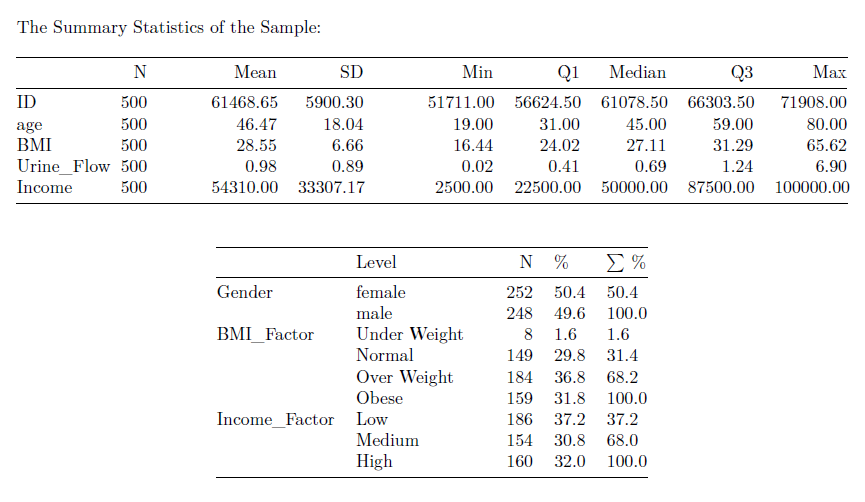 The Summary Statistics of the Sample:
N Mean SD Min Q1 Median Q3 Max
ID 500 61468.65 5900.30 51711.00 56624.50 61078.50 66303.50 71908.00
age 500 46.47 18.04 19.00 31.00 45.00 59.00 80.00
BMI 500 28.55 6.66 16.44 24.02 27.11 31.29 65.62
Urine_Flow 500 0.98 0.89 0.02 0.41 0.69 1.24 6.90
Income 500 54310.00 33307.17 2500.00 22500.00 50000.00 87500.00 100000.00
Level N % ∑ %
Gender female 252 50.4 50.4
male 248 49.6 100.0
BMI_Factor Under Weight 8 1.6 1.6
Normal 149 29.8 31.4
Over Weight 184 36.8 68.2
Obese 159 31.8 100.0
Income_Factor Low 186 37.2 37.2
Medium 154 30.8 68.0
High 160 32.0 100.0